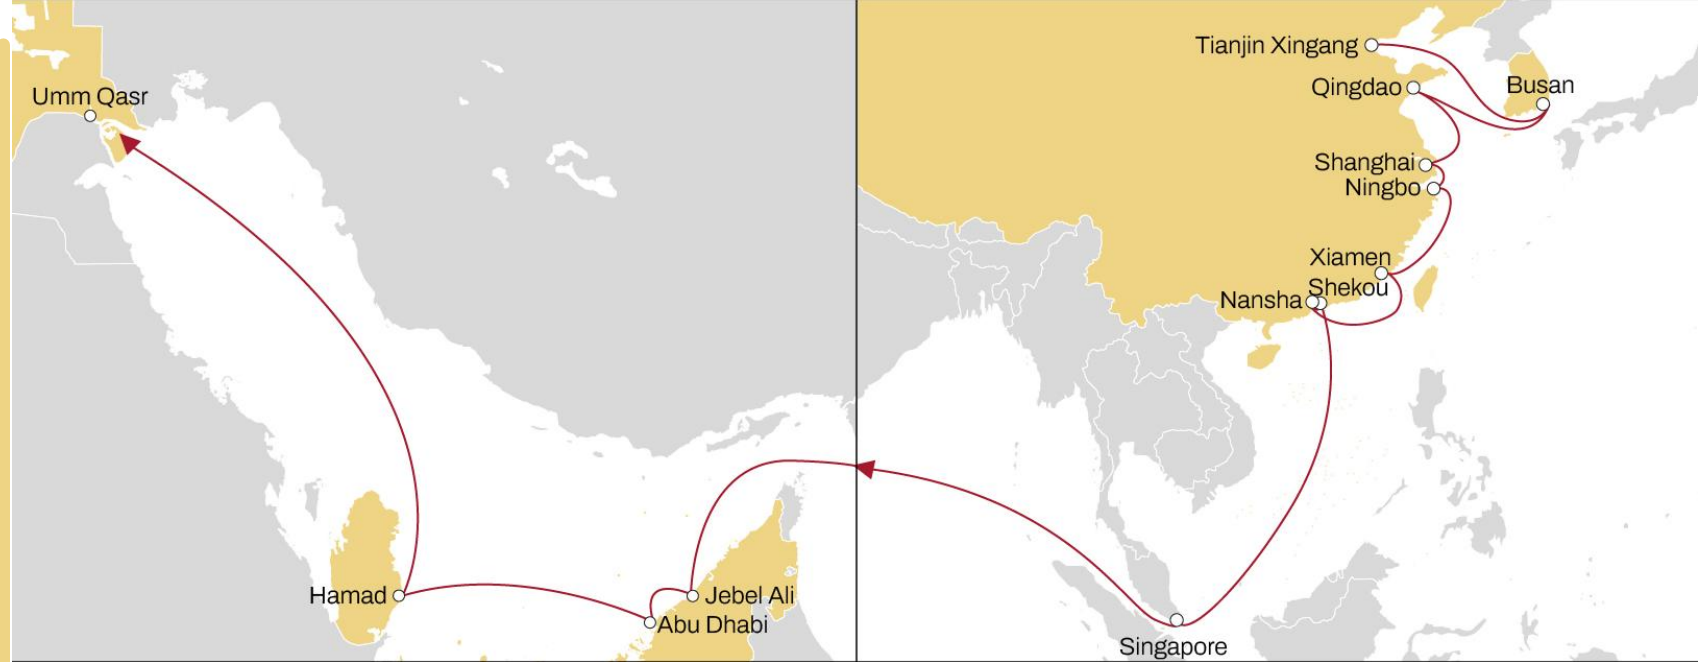 Umm Qasr
Hamad
Jebel Ali
Abu Dhabi
Tianjin Xingang
Qingdao
Busan
Shanghai
Ningbo
Xiamen
Shekou
Nansha
Singapore